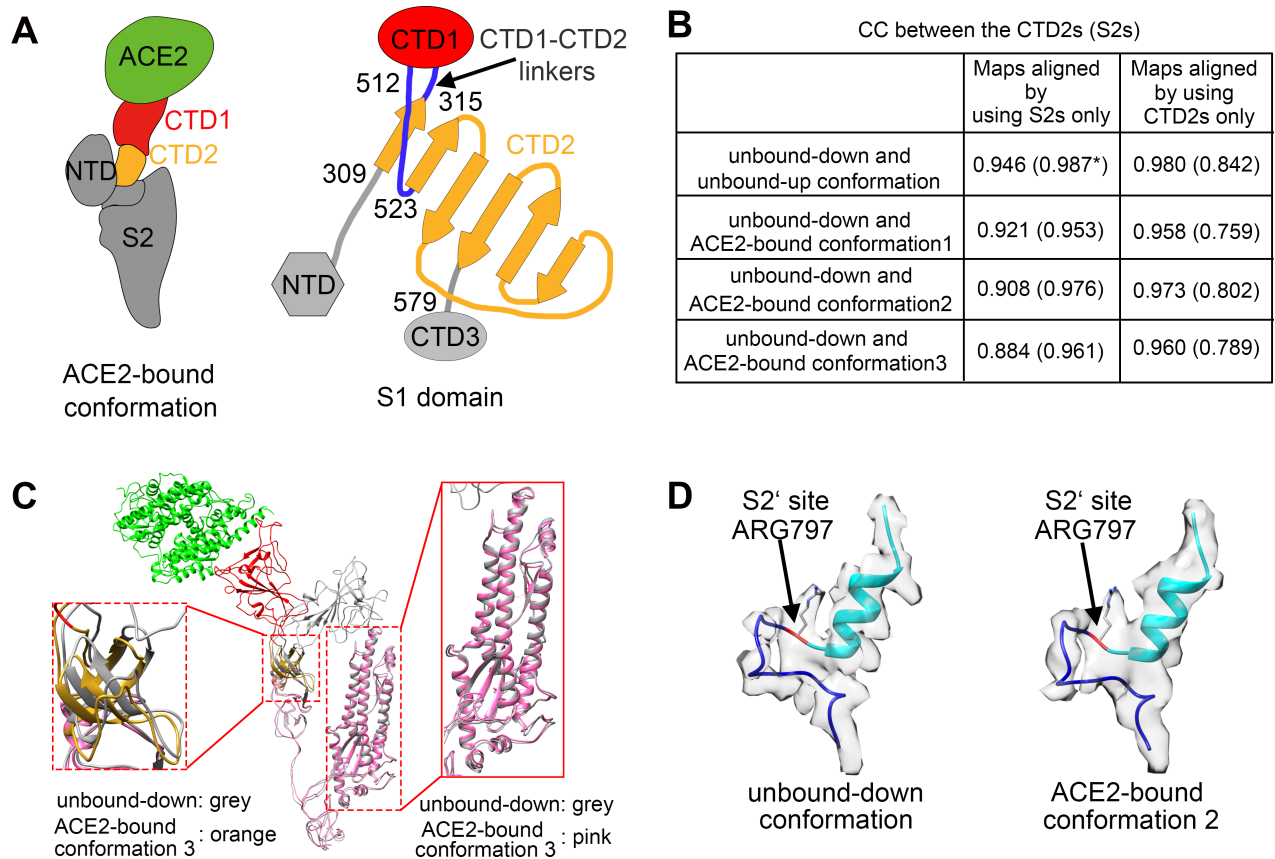 A
ACE2
CTD1
CTD2
NTD
S2
ACE2-bound
conformation
CTD1
CTD1-CTD2
linkers
512
315
CTD2
309
523
NTD
579
CTD3
S1 domain
B
CC between the CTD2s (S2s)
Maps aligned
by
using S2s only
Maps aligned
by using
CTD2s only
unbound-down and
unbound-up conformation
0.946 (0.987*)
0.980 (0.842)
unbound-down and
ACE2-bound conformation1
0.921 (0.953)
0.958 (0.759)
unbound-down and
ACE2-bound conformation2
0.908 (0.976)
0.973 (0.802)
unbound-down and
ACE2-bound conformation3
0.884 (0.961)
0.960 (0.789)
C
unbound-down: grey
ACE2-bound
conformation 3 : orange
unbound-down: grey
ACE2-bound
conformation 3 : pink
D
S2‘ site
ARG797
unbound-down
conformation
S2‘ site
ARG797
ACE2-bound
conformation 2